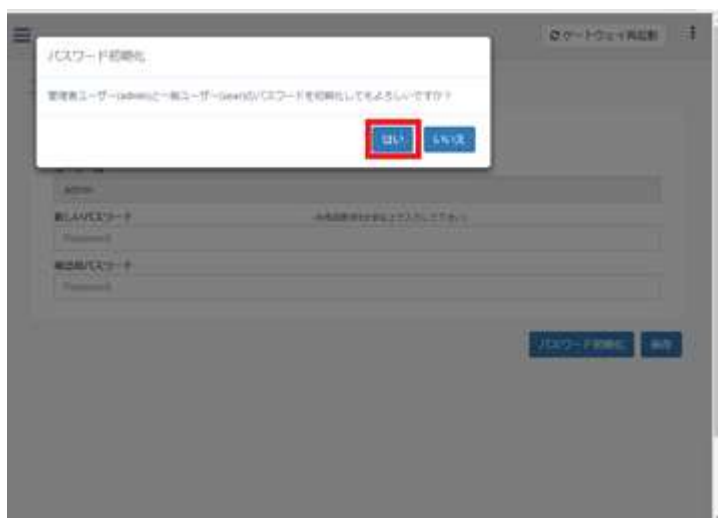 ゲートウェイ再起動
パスワード初期化
管理者ユーザー(admin)と一般ユーザー(user)のパスワードを初期化してもよろしいですか？
はい いいえ
admin
新しいパスワード
Password
確認用パスワード
Password
パスワード初期化 保存